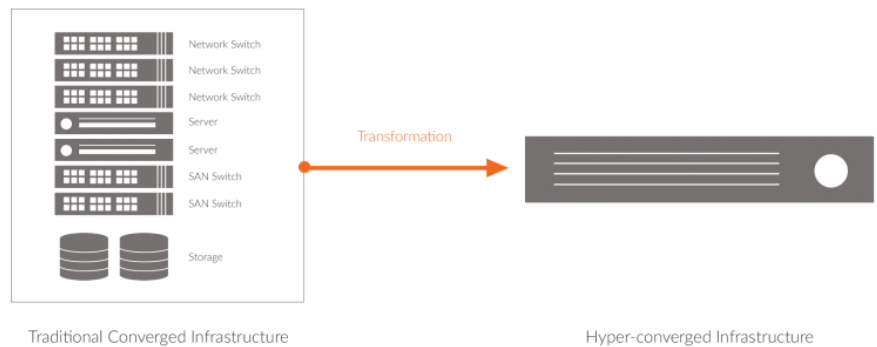 Network Switch
Network Switch
Network Switch
Server
Server
SAN Switch
SAN Switch
Storage
Transformation
Traditional Converged Infrastructure
Hyper-converged Infrastructure